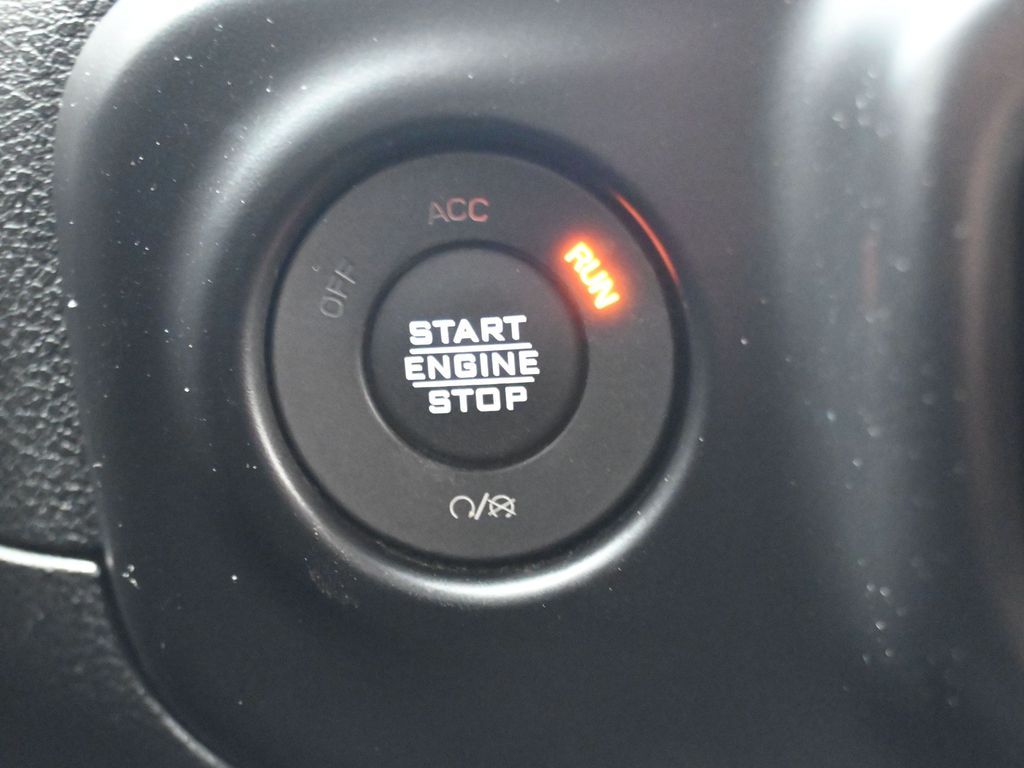 ACC
OFF
RUN
START
ENGINE
STOP